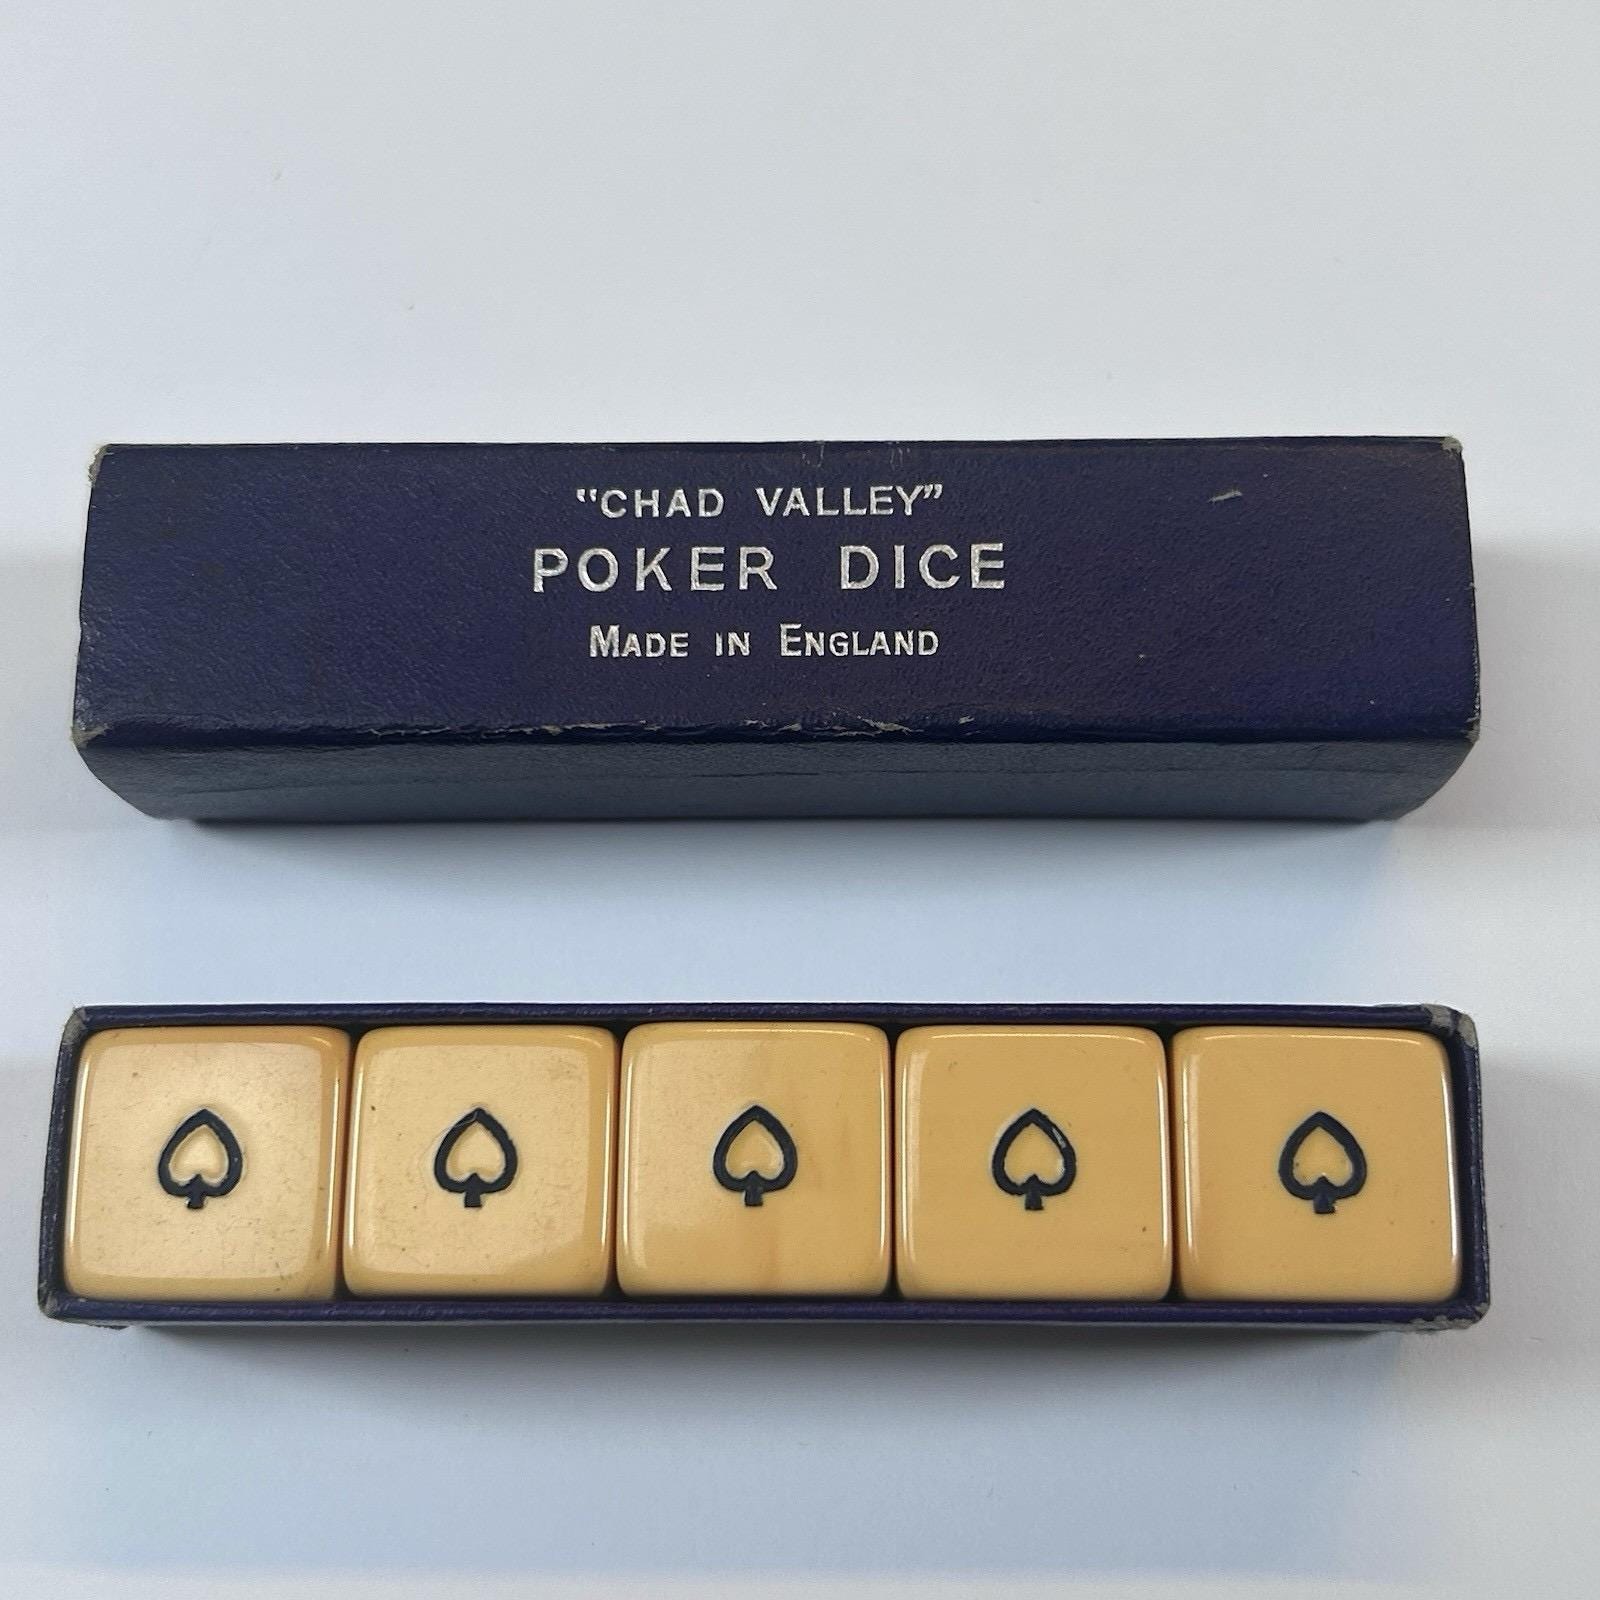 "CHAD VALLEY"
POKER DICE
MADE IN ENGLAND